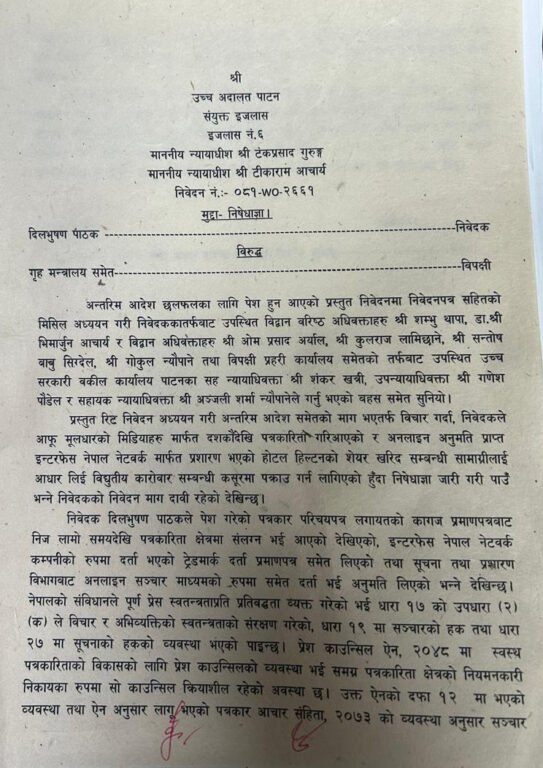 श्री
उच्च अदालत पाटन
संयुक्त इजलास
इजलास नं.६
माननीय न्यायाधीश श्री टंकप्रसाद गुरुङ्ग
माननीय न्यायाधीश श्री टीकाराम आचार्य
निवेदन नं.:- ०८१-WO-२६६१
मुद्दा- निषेधाज्ञा।
दिलभुषण पाठक ------------------------------------------------------------निवेदक
विरुद्ध
गृह मन्त्रालय समेत------------------------------------------------------------विपक्षी
अन्तरिम आदेश छलफलका लागि पेश हुन आएको प्रस्तुत निवेदनमा निवेदनपत्र सहितको
मिसिल अध्ययन गरी निवेदककातर्फबाट उपस्थित विद्वान वरिष्ठ अधिवक्ताहरु श्री शम्भु थापा, डा.श्री
भिमार्जुन आचार्य र बिद्वान अधिवक्ताहरु श्री ओम प्रसाद अर्याल, श्री कुलराज लामिछाने, श्री सन्तोष
बाबु सिग्देल, श्री गोकुल न्यौपाने तथा विपक्षी प्रहरी कार्यालय समेतको तर्फबाट उपस्थित उच्च
सरकारी वकील कार्यालय पाटनका सह न्यायाधिवक्ता श्री शंकर खत्री, उपन्यायाधिवक्ता श्री गणेश
पौडेल र सहायक न्यायाधिवक्ता श्री अञ्जली शर्मा न्यौपानेले गर्नु भएको वहस समेत सुनियो।
प्रस्तुत रिट निवेदन अध्ययन गरी अन्तरिम आदेश समेतको माग भएतर्फ बिचार गर्दा, निवेदकले
आफू मूलधारको मिडियाहरु मार्फत दशकौंदेखि पत्रकारिता गरिआएको र अनलाइन अनुमति प्राप्त
इन्टरफेस नेपाल नेटवर्क मार्फत प्रशारण भएको होटल हिल्टनको शेयर खरिद सम्बन्धी सामाग्रीलाई
आधार लिई विघुतीय कारोबार सम्बन्धी कसूरमा पक्राउ गर्न लागिएको हुँदा निषेधाज्ञा जारी गरी पाउँ
भन्ने निवेदकको निवेदन माग दावी रहेको देखिन्छ।
निवेदक दिलभुषण पाठकले पेश गरेको पत्रकार परिचयपत्र लगायतको कागज प्रमाणपत्रबाट
निज लामो समयदेखि पत्रकारिता क्षेत्रमा संलग्न भई आएको देखिएको, इन्टरफेस नेपाल नेटवर्क
कम्पनीको रुपमा दर्ता भएको ट्रेडमार्क दर्ता प्रमाणपत्र समेत लिएको तथा सूचना तथा प्रशारण
विभागबाट अनलाइन सञ्चार माध्यमको रुपमा समेत दर्ता भई अनुमति लिएको भन्ने देखिन्छ।
नेपालको संविधानले पूर्ण प्रेस स्वतन्त्रताप्रति प्रतिबद्धता व्यक्त गरेको भई धारा १७ को उपधारा (२)
(क) ले विचार र अभिव्यक्तिको स्वतन्त्रताको संरक्षण गरेको, धारा १९ मा सञ्चारको हक तथा धारा
२७ मा सूचनाको हकको व्यवस्था भएको पाइन्छ। प्रेश काउन्सिल ऐन, २०४८ मा स्वस्थ
पत्रकारिताको विकासको लागि प्रेश काउन्सिलको व्यवस्था भई समग्र पत्रकारिता क्षेत्रको नियमनकारी
निकायका रुपमा सो काउन्सिल क्रियाशील रहेको अवस्था छ। उक्त ऐनको दफा १२ मा भएको
व्यवस्था तथा ऐन अनुसार लागू भएको पत्रकार आचार संहिता, २०७३ को व्यवस्था अनुसार सञ्चार